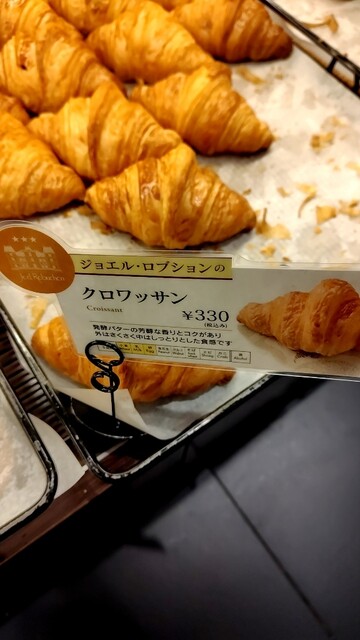 ★★★
Joël Robuchon
ジョエル・ロブションの
クロワッサン
Croissant
¥330
(税込み)
発酵バターの芳醇な香りとコクがあり
外はさくさく中はしっとりとした食感です